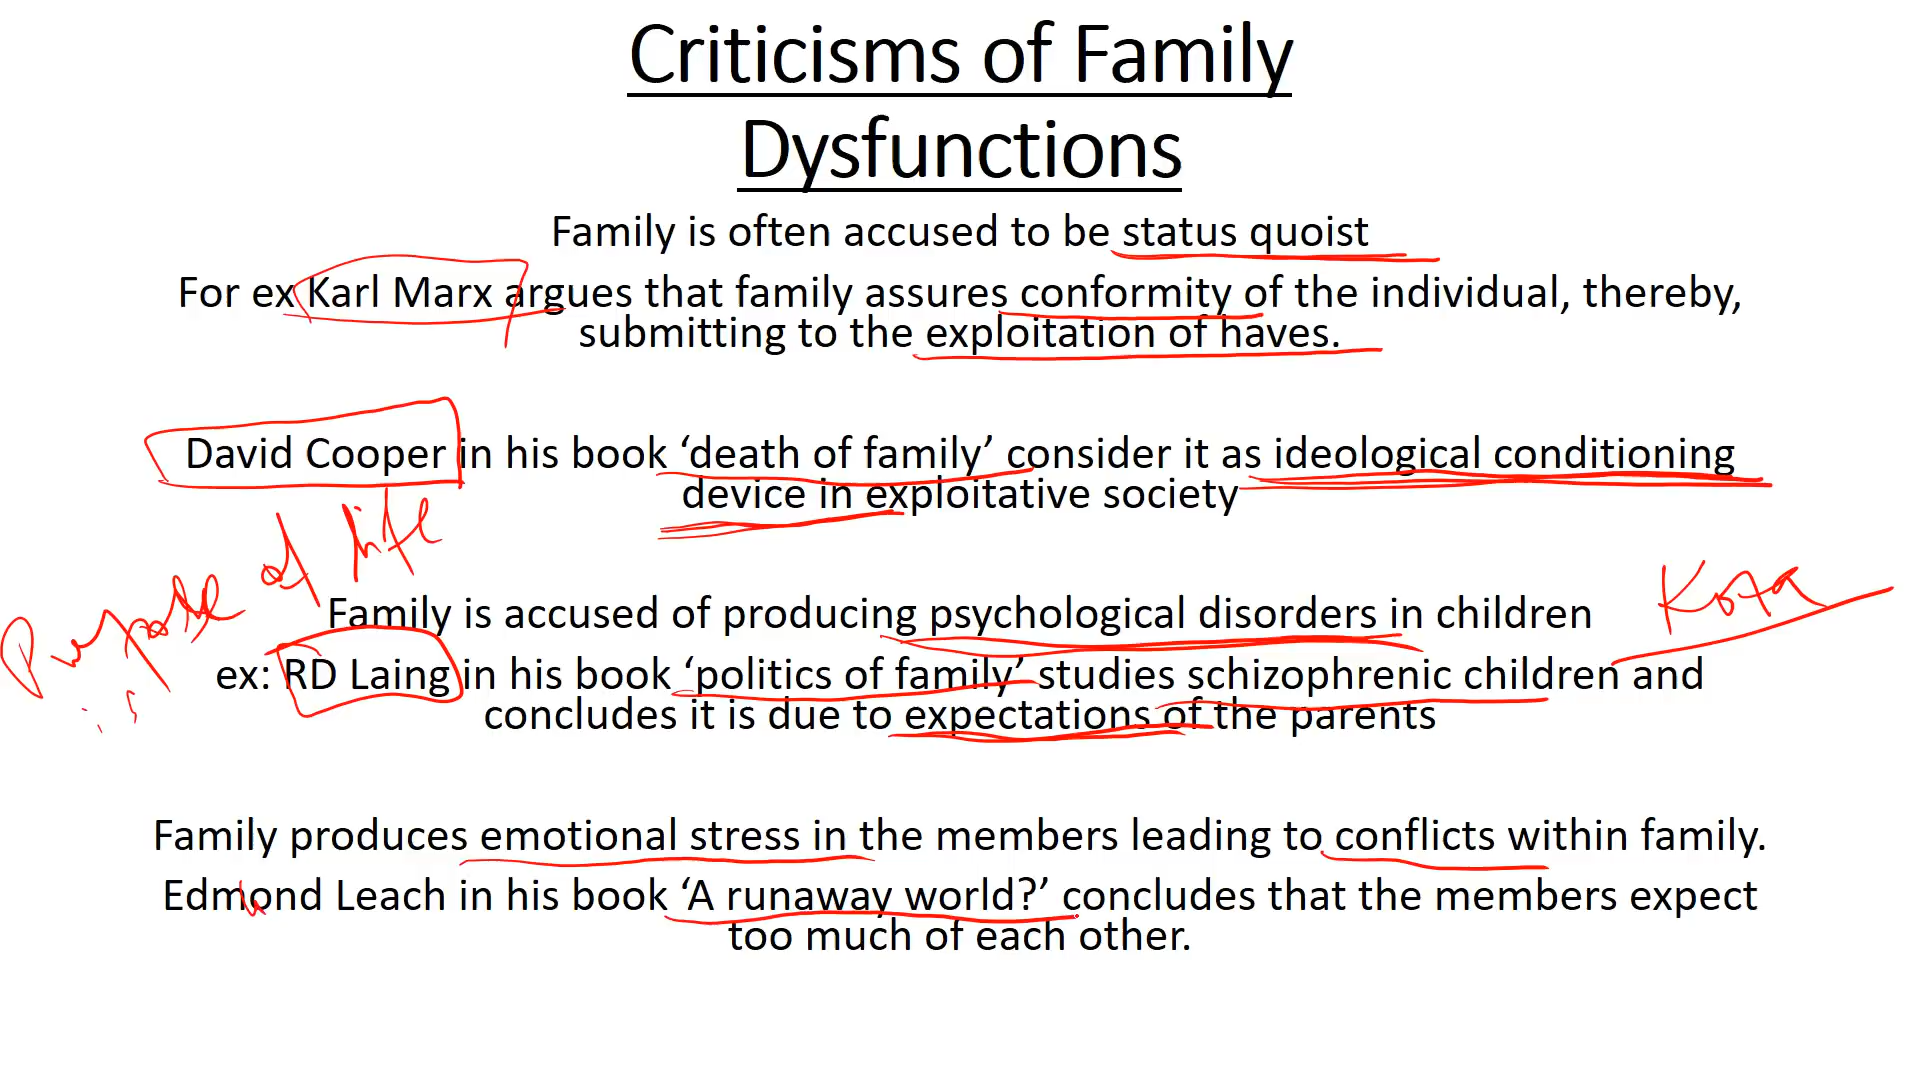 Criticisms of Family
Dysfunctions
Family is often accused to be status quoist
For ex Karl Marx argues that family assures conformity of the individual, thereby,
submitting to the exploitation of haves.
David Cooper in his book ‘death of family’ consider it as ideological conditioning
device in exploitative society
Purpose of life
Family is accused of producing psychological disorders in children
Kota
ex: RD Laing in his book ‘politics of family’ studies schizophrenic children and
concludes it is due to expectations of the parents
Family produces emotional stress in the members leading to conflicts within family.
Edmond Leach in his book ‘A runaway world?’ concludes that the members expect
too much of each other.